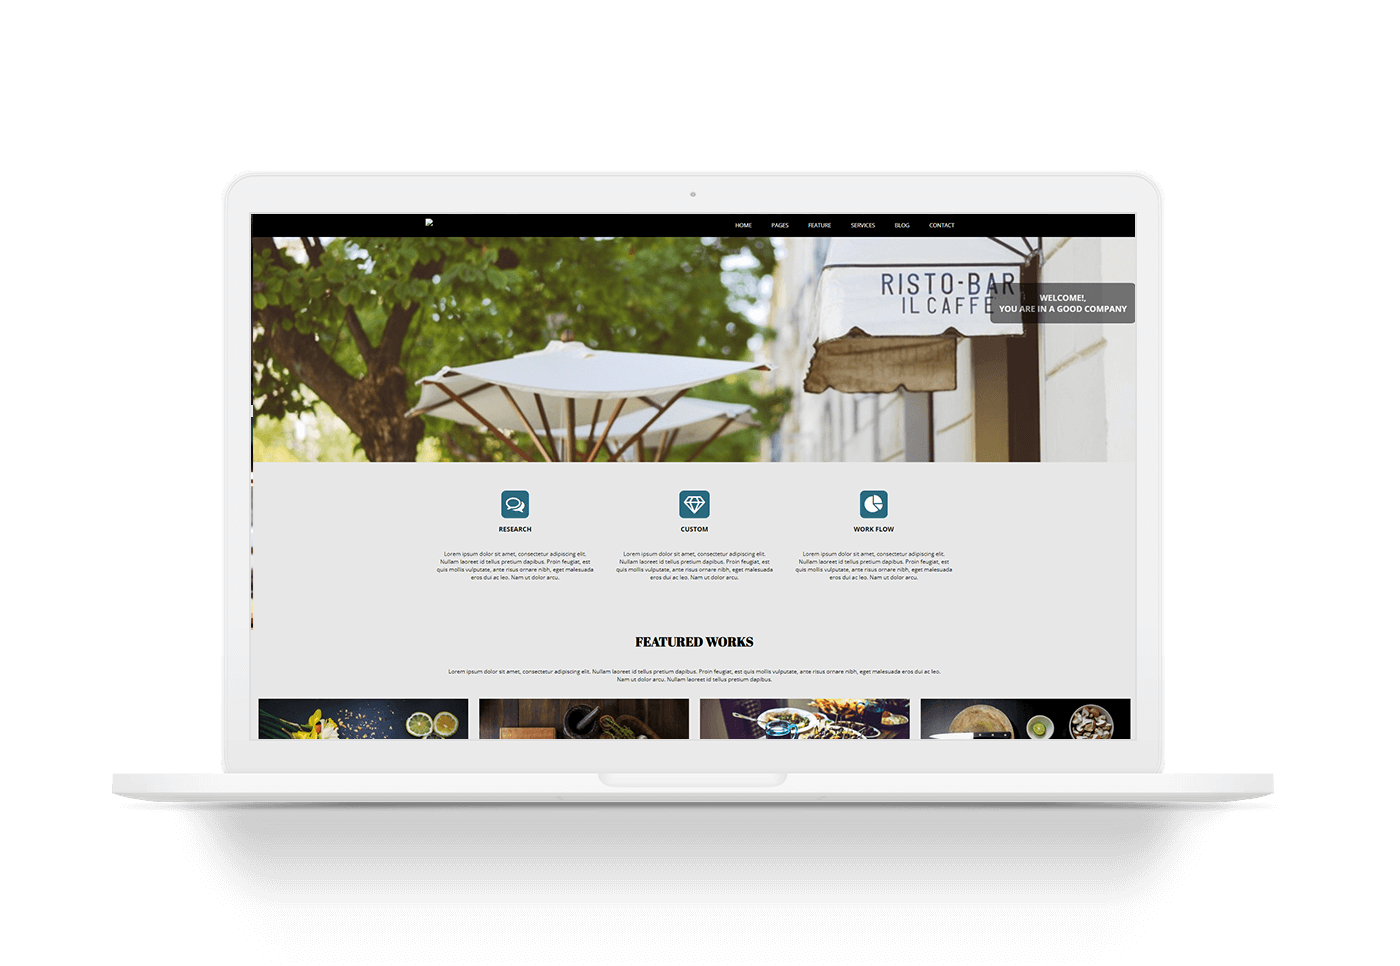 HOME PAGES FEATURE SERVICES BLOG CONTACT
RISTO-BAR
IL CAFFE
WELCOME!,
YOU ARE IN A GOOD COMPANY
RESEARCH
Lorem ipsum dolor sit amet, consectetur adipiscing elit.
Nullam laoreet id tellus pretium dapibus. Proin feugiat, est
quis mollis vulputate, ante risus ornare nibh, eget malesuada
eros dui ac leo. Nam ut dolor arcu.
CUSTOM
Lorem ipsum dolor sit amet, consectetur adipiscing elit.
Nullam laoreet id tellus pretium dapibus. Proin feugiat, est
quis mollis vulputate, ante risus ornare nibh, eget malesuada
eros dui ac leo. Nam ut dolor arcu.
WORK FLOW
Lorem ipsum dolor sit amet, consectetur adipiscing elit.
Nullam laoreet id tellus pretium dapibus. Proin feugiat, est
quis mollis vulputate, ante risus ornare nibh, eget malesuada
eros dui ac leo. Nam ut dolor arcu.
FEATURED WORKS
Lorem ipsum dolor sit amet, consectetur adipiscing elit. Nullam laoreet id tellus pretium dapibus. Proin feugiat, est quis mollis vulputate, ante risus ornare nibh, eget malesuada eros dui ac leo.
Nam ut dolor arcu. Nullam laoreet id tellus pretium dapibus.